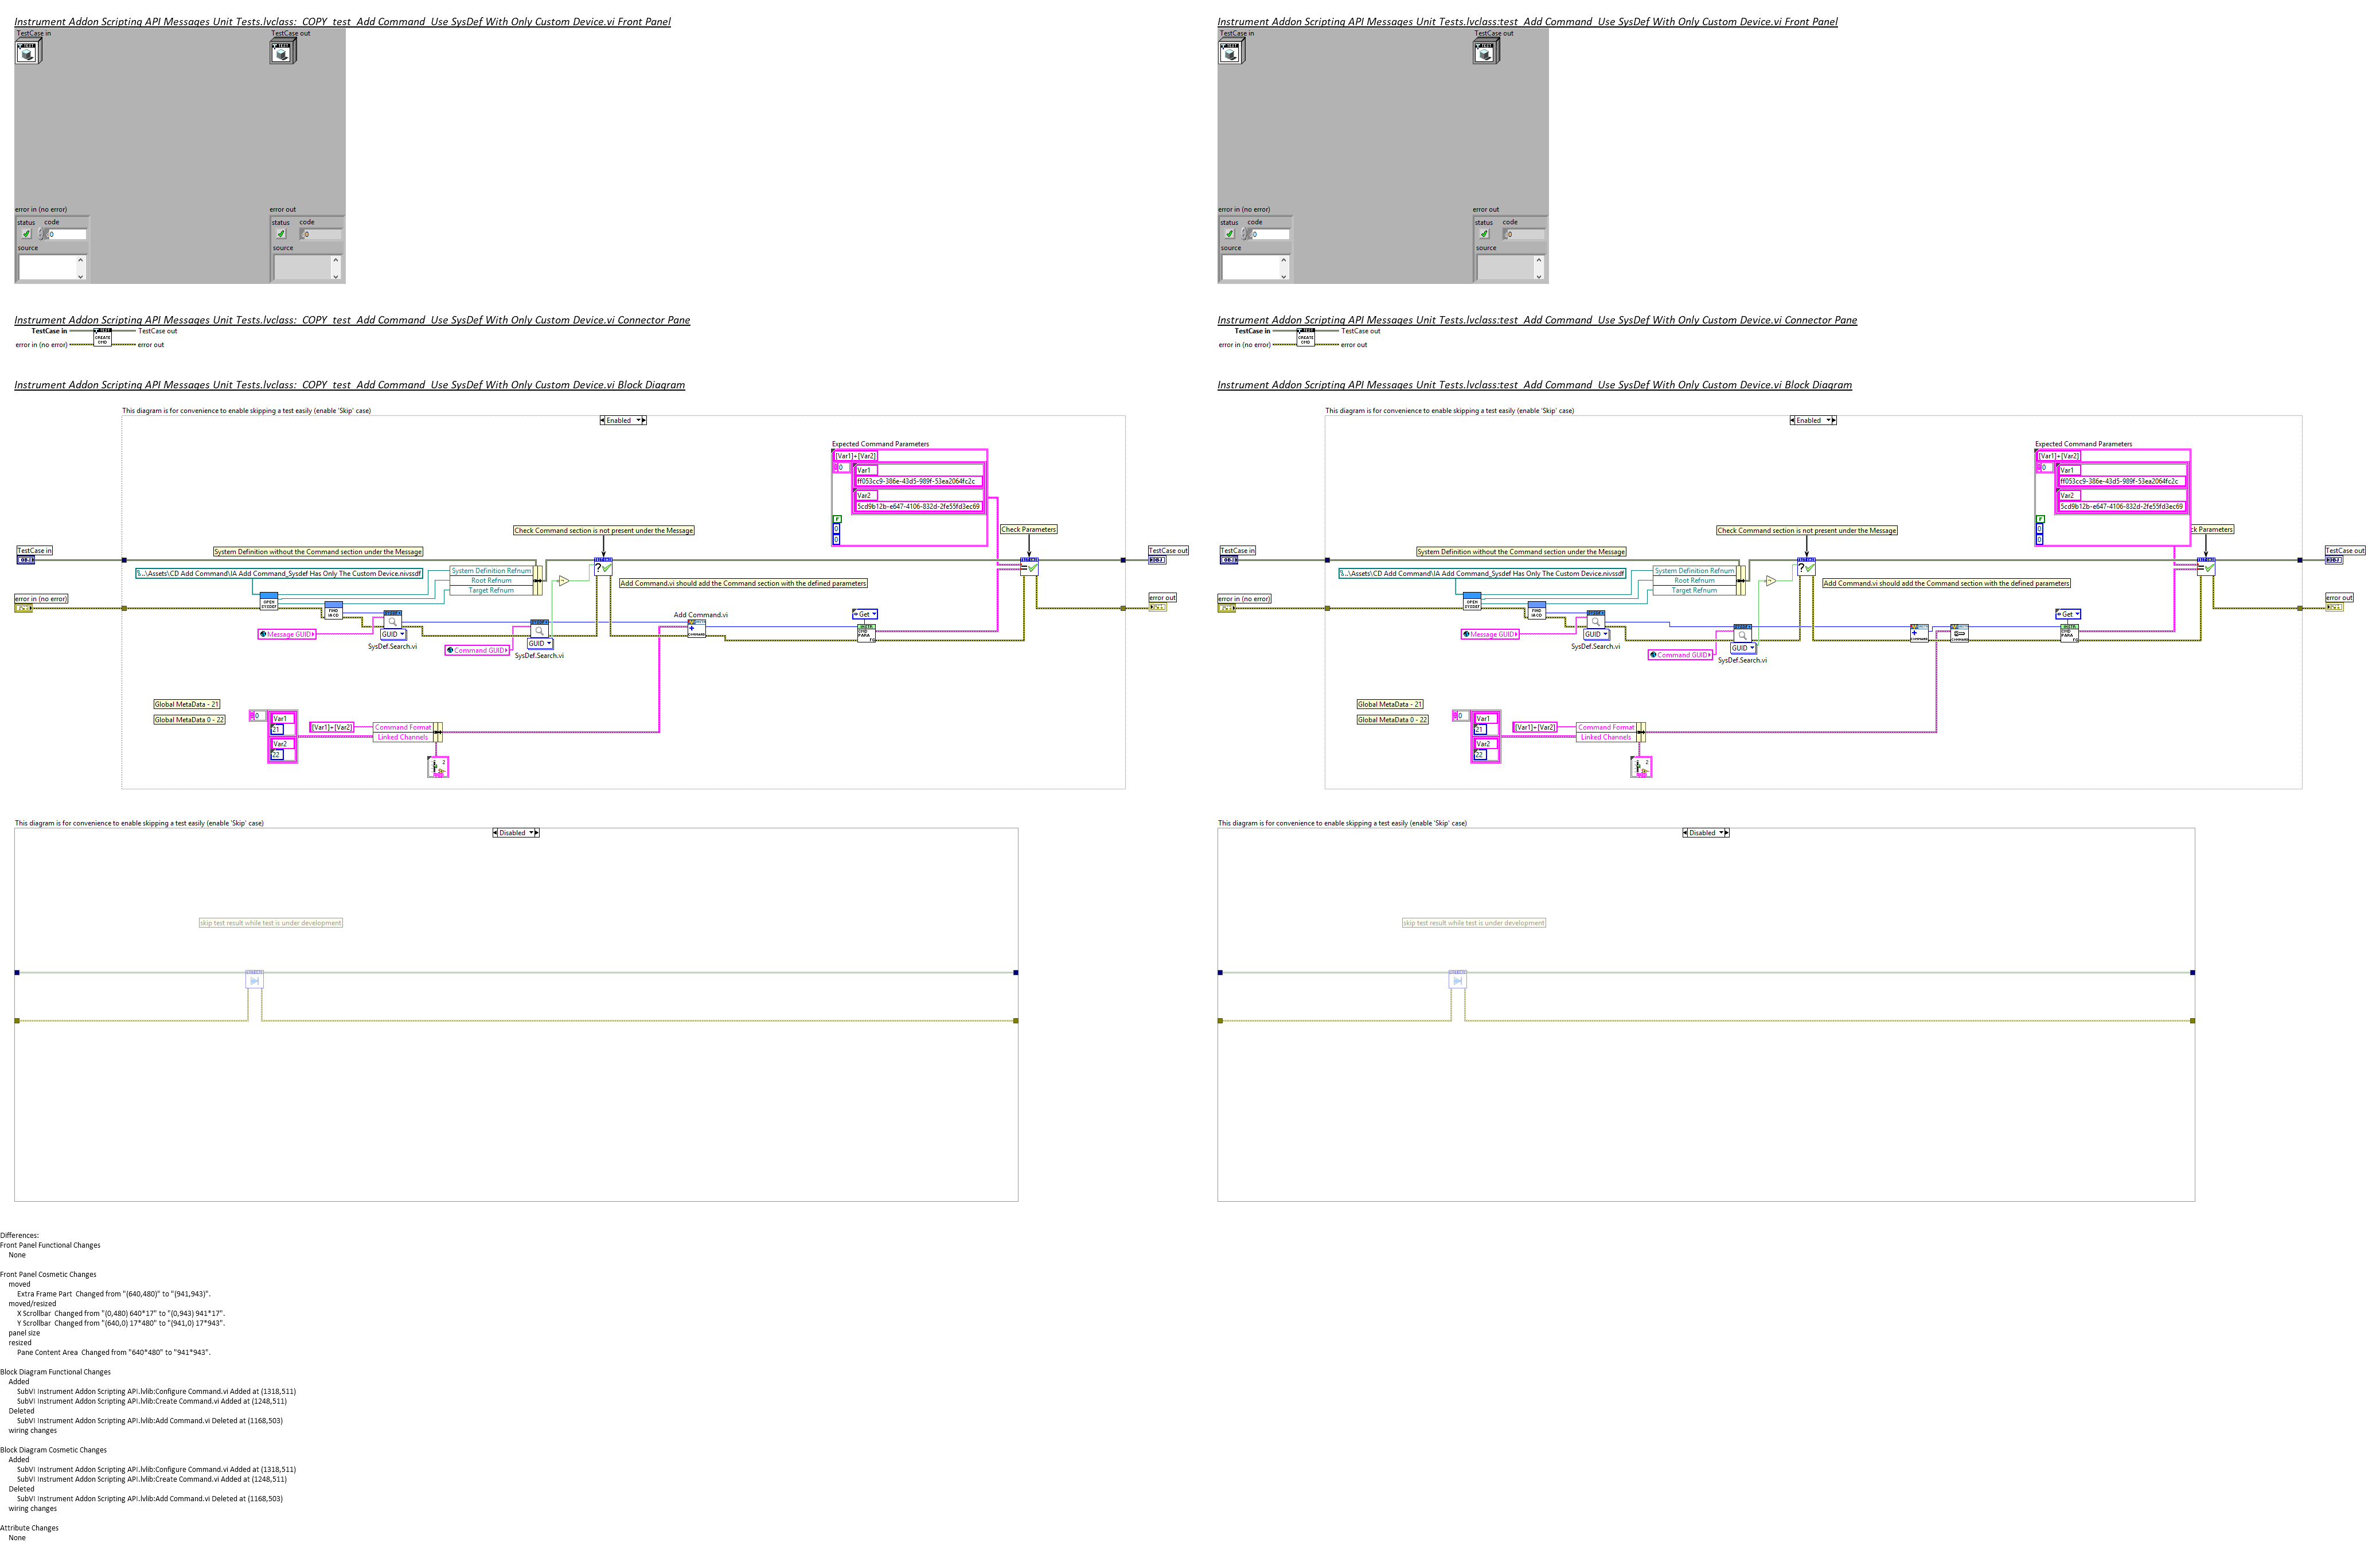 Instrument Addon Scripting API Messages Unit Tests.lvclass:_COPY_test_Add Command_Use SysDef With Only Custom Device.vi Front Panel
TestCase in
TestCase out
error in (no error)
error out
status code
0
source
status code
0
source
Instrument Addon Scripting API Messages Unit Tests.lvclass:_COPY_test_Add Command_Use SysDef With Only Custom Device.vi Connector Pane
TestCase in
TestCase out
error in (no error)
error out
TEST
CREATE
CMD
Instrument Addon Scripting API Messages Unit Tests.lvclass:_COPY_test_Add Command_Use SysDef With Only Custom Device.vi Block Diagram
This diagram is for convenience to enable skipping a test easily (enable 'Skip' case)
Enabled
Expected Command Parameters
[Var1]+[Var2]
0
Var1
ff053cc9-386e-43d5-989f-53ea2064fc2c
Var2
5cd9b12b-e647-4106-832d-2fe55fd3ec69
F
0
0
Check Command section is not present under the Message
Check Parameters
TestCase in
System Definition without the Command section under the Message
TestCase out
..\Assets\CD Add Command\IA Add Command_Sysdef Has Only The Custom Device.nivssdf
System Definition Refnum
Root Refnum
Target Refnum
Add Command.vi should add the Command section with the defined parameters
error in (no error)
error out
OPEN
SYSDEF
FIND
IA CD
Add Command.vi
Get
Message GUID
GUID
SysDef.Search.vi
Command GUID
GUID
SysDef.Search.vi
Global MetaData - 21
Global MetaData 0 - 22
0
Var1
21
Var2
22
[Var1]+[Var2]
Command Format
Linked Channels
This diagram is for convenience to enable skipping a test easily (enable 'Skip' case)
Disabled
skip test result while test is under development
Instrument Addon Scripting API Messages Unit Tests.lvclass:test_Add Command_Use SysDef With Only Custom Device.vi Front Panel
TestCase in
TestCase out
error in (no error)
error out
status code
0
source
status code
0
source
Instrument Addon Scripting API Messages Unit Tests.lvclass:test_Add Command_Use SysDef With Only Custom Device.vi Connector Pane
TestCase in
TestCase out
error in (no error)
error out
TEST
CREATE
CMD
Instrument Addon Scripting API Messages Unit Tests.lvclass:test_Add Command_Use SysDef With Only Custom Device.vi Block Diagram
This diagram is for convenience to enable skipping a test easily (enable 'Skip' case)
Enabled
Expected Command Parameters
[Var1]+[Var2]
0
Var1
ff053cc9-386e-43d5-989f-53ea2064fc2c
Var2
5cd9b12b-e647-4106-832d-2fe55fd3ec69
F
0
0
Check Command section is not present under the Message
ck Parameters
TestCase in
System Definition without the Command section under the Message
TestCase out
..\Assets\CD Add Command\IA Add Command_Sysdef Has Only The Custom Device.nivssdf
System Definition Refnum
Root Refnum
Target Refnum
Add Command.vi should add the Command section with the defined parameters
error in (no error)
error out
OPEN
SYSDEF
FIND
IA CD
Get
Message GUID
GUID
SysDef.Search.vi
Command GUID
GUID
SysDef.Search.vi
Global MetaData - 21
Global MetaData 0 - 22
0
Var1
21
Var2
22
[Var1]+[Var2]
Command Format
Linked Channels
This diagram is for convenience to enable skipping a test easily (enable 'Skip' case)
Disabled
skip test result while test is under development
Differences:
Front Panel Functional Changes
None
Front Panel Cosmetic Changes
moved
Extra Frame Part  Changed from "(640,480)" to "(941,943)".
moved/resized
X Scrollbar  Changed from "(0,480) 640*17" to "(0,943) 941*17".
Y Scrollbar  Changed from "(640,0) 17*480" to "(941,0) 17*943".
panel size
resized
Pane Content Area  Changed from "640*480" to "941*943".
Block Diagram Functional Changes
Added
SubVI Instrument Addon Scripting API.lvlib:Configure Command.vi Added at (1318,511)
SubVI Instrument Addon Scripting API.lvlib:Create Command.vi Added at (1248,511)
Deleted
SubVI Instrument Addon Scripting API.lvlib:Add Command.vi Deleted at (1168,503)
wiring changes
Block Diagram Cosmetic Changes
Added
SubVI Instrument Addon Scripting API.lvlib:Configure Command.vi Added at (1318,511)
SubVI Instrument Addon Scripting API.lvlib:Create Command.vi Added at (1248,511)
Deleted
SubVI Instrument Addon Scripting API.lvlib:Add Command.vi Deleted at (1168,503)
wiring changes
Attribute Changes
None